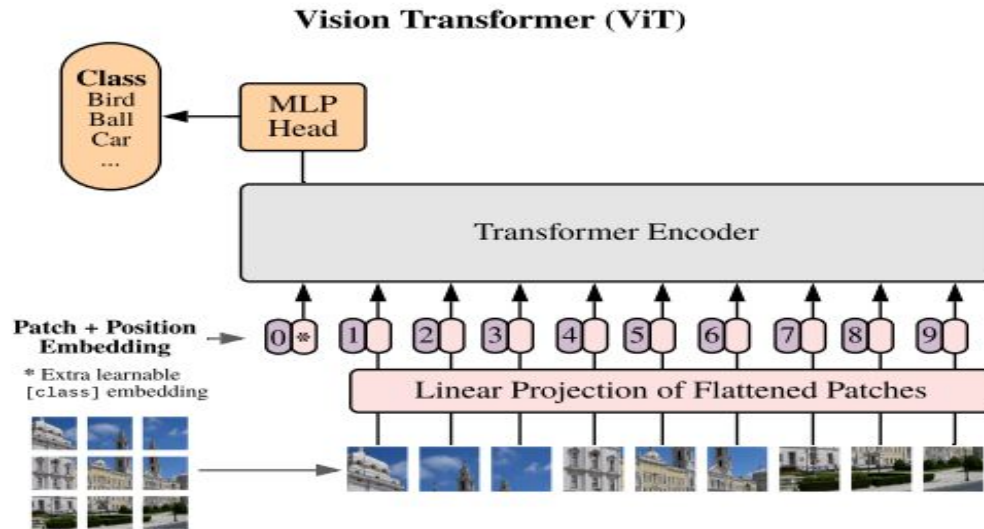 Vision Transformer (ViT)
Class
Bird
Ball
Car
...
MLP
Head
Transformer Encoder
Patch + Position
Embedding
0 * 1 2 3 4 5 6 7 8 9
* Extra learnable
[class] embedding
Linear Projection of Flattened Patches